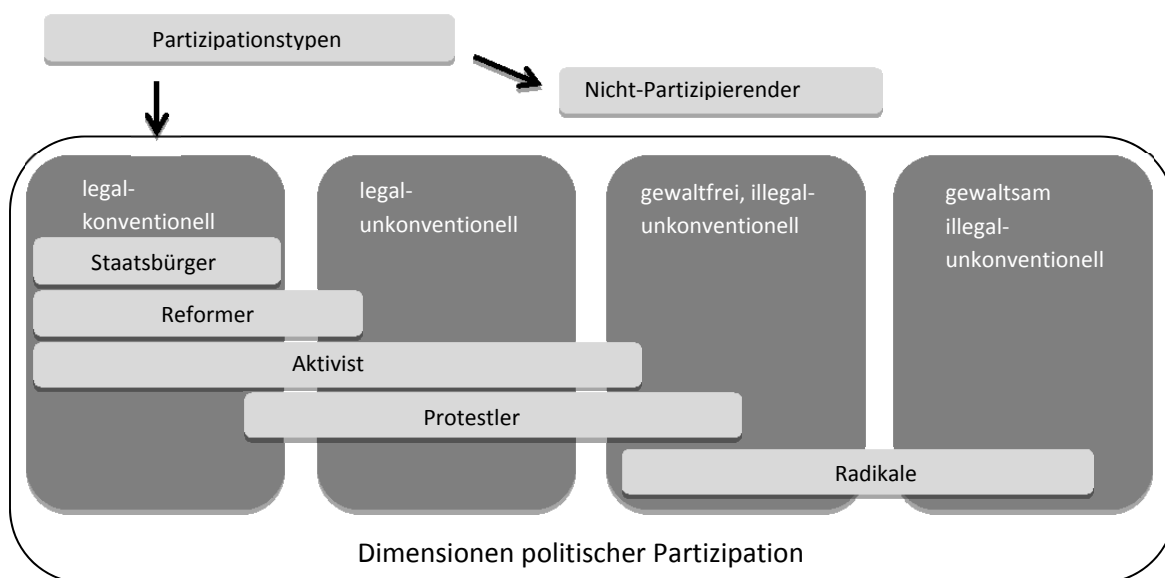 Partizipationstypen
Nicht-Partizipierender
legal-
konventionell
legal-
unkonventionell
gewaltfrei, illegal-
unkonventionell
gewaltsam
illegal-
unkonventionell
Staatsbürger
Reformer
Aktivist
Protestler
Radikale
Dimensionen politischer Partizipation